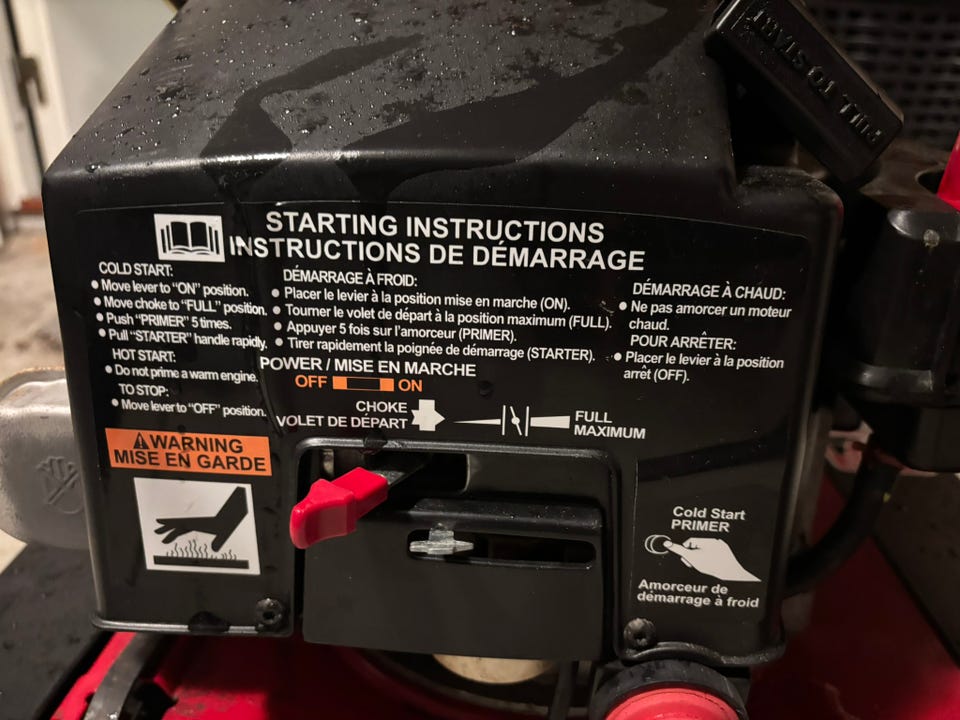 PULL TO START
STARTING INSTRUCTIONS
INSTRUCTIONS DE DÉMARRAGE
COLD START:
• Move lever to "ON" position.
• Move choke to "FULL" position.
• Push "PRIMER" 5 times.
• Pull "STARTER" handle rapidly.
HOT START:
• Do not prime a warm engine.
TO STOP:
• Move lever to "OFF" position.
DÉMARRAGE À FROID:
• Placer le levier à la position mise en marche (ON).
• Tourner le volet de départ à la position maximum (FULL).
• Appuyer 5 fois sur l'amorceur (PRIMER).
• Tirer rapidement la poignée de démarrage (STARTER).
DÉMARRAGE À CHAUD:
• Ne pas amorcer un moteur
chaud.
POUR ARRÊTER:
• Placer le levier à la position
arrêt (OFF).
POWER / MISE EN MARCHE
OFF ON
CHOKE
VOLET DE DÉPART
FULL
MAXIMUM
WARNING
MISE EN GARDE
Cold Start
PRIMER
Amorceur de
démarrage à froid